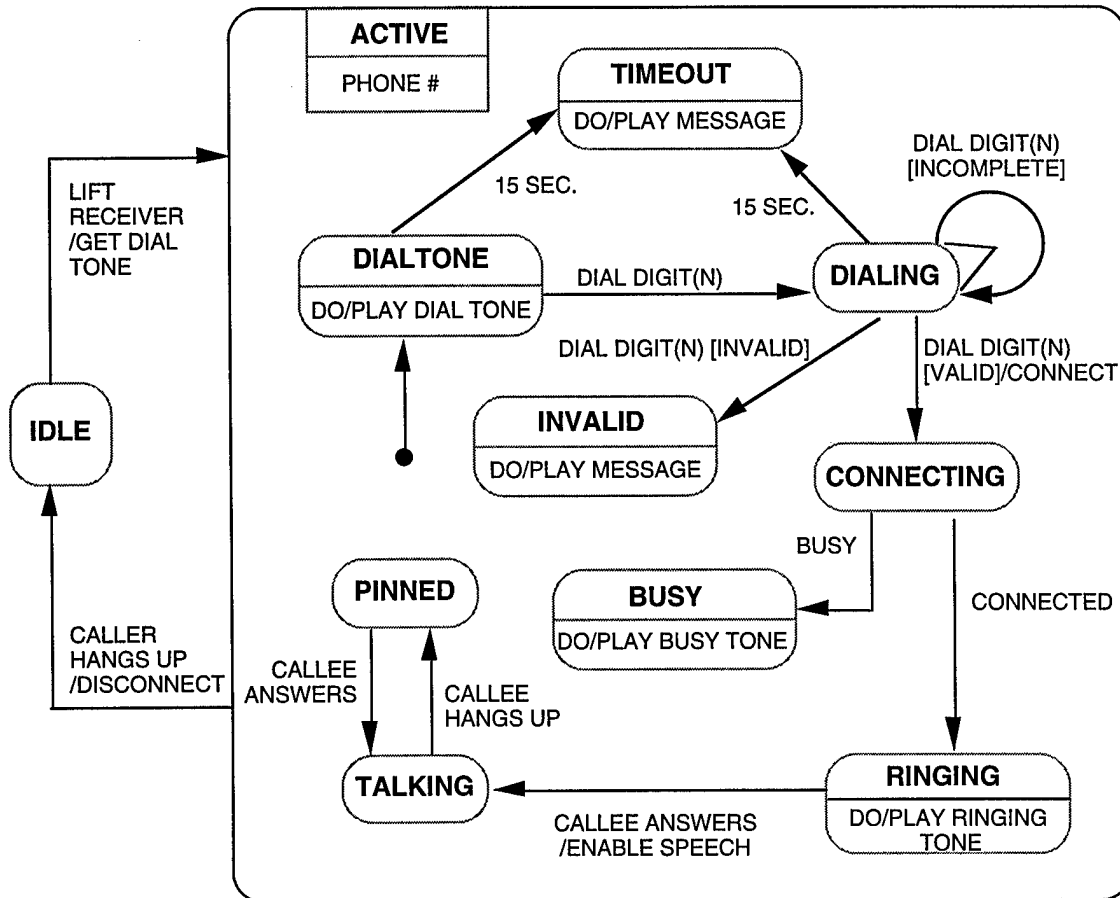 ACTIVE
PHONE #
TIMEOUT
DO/PLAY MESSAGE
DIAL DIGIT(N)
[INCOMPLETE]
LIFT
RECEIVER
/GET DIAL
TONE
15 SEC.
15 SEC.
DIALTONE
DO/PLAY DIAL TONE
DIAL DIGIT(N)
DIALING
DIAL DIGIT(N) [INVALID]
DIAL DIGIT(N)
[VALID]/CONNECT
IDLE
INVALID
DO/PLAY MESSAGE
CONNECTING
BUSY
PINNED
BUSY
DO/PLAY BUSY TONE
CONNECTED
CALLER
HANGS UP
/DISCONNECT
CALLEE
ANSWERS
CALLEE
HANGS UP
TALKING
RINGING
DO/PLAY RINGING
TONE
CALLEE ANSWERS
/ENABLE SPEECH